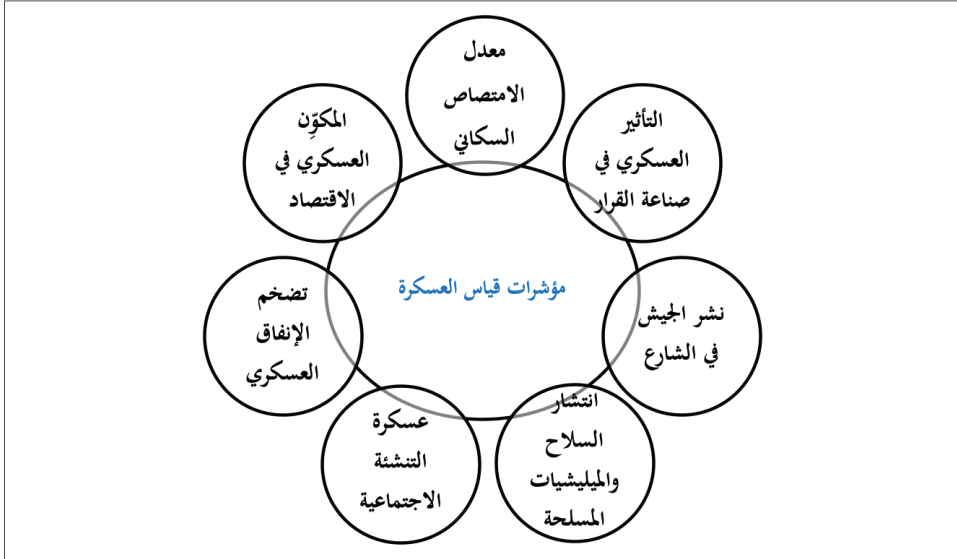 معدل
الامتصاص
السكاني
التأثير
العسكري في
صناعة القرار
نشر الجيش
في الشارع
انتشار
السلاح
والميليشيات
المسلحة
عسكرة
التنشئة
الاجتماعية
تضخم
الإنفاق
العسكري
المكوِّن
العسكري في
الاقتصاد
مؤشرات قياس العسكرة